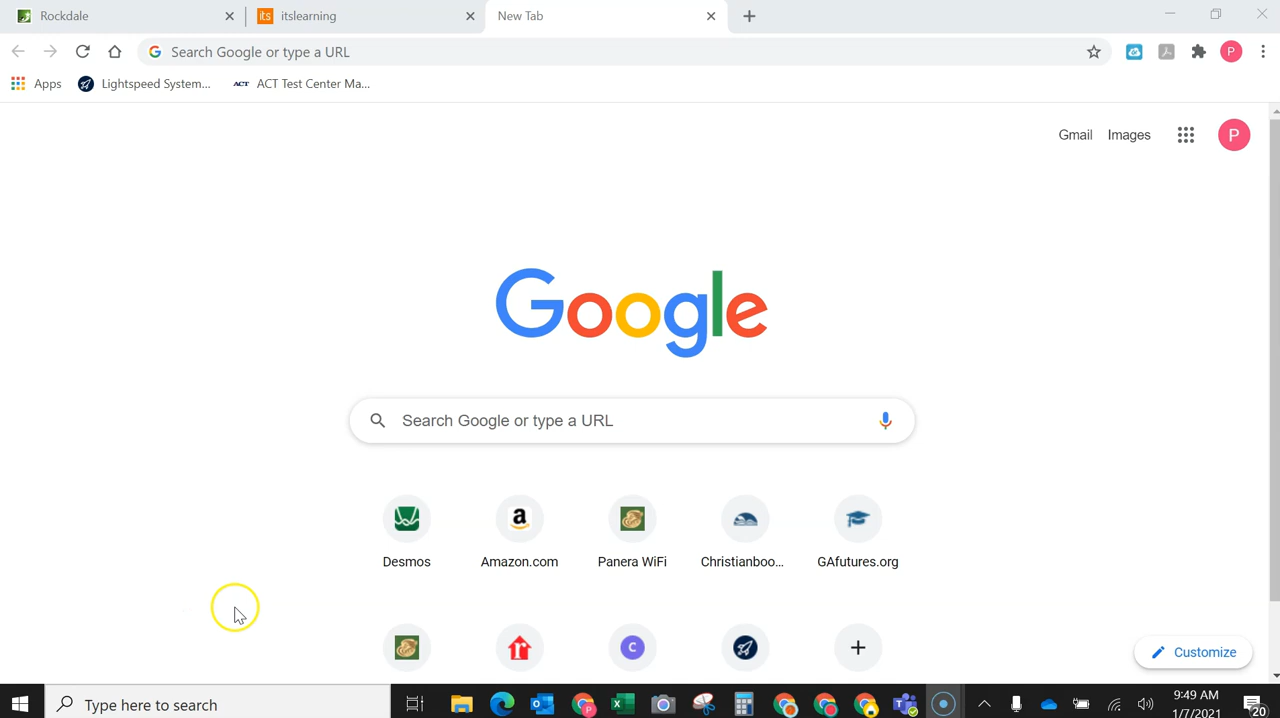 Rockdale
its itslearning
New Tab
Search Google or type a URL
P
Apps
Lightspeed System...
ACT ACT Test Center Ma...
Gmail
Images
P
Google
Search Google or type a URL
a
Desmos
Amazon.com
Panera WiFi
Christianboo...
GAfutures.org
r
C
Customize
Type here to search
9:49 AM
1/7/2021
20